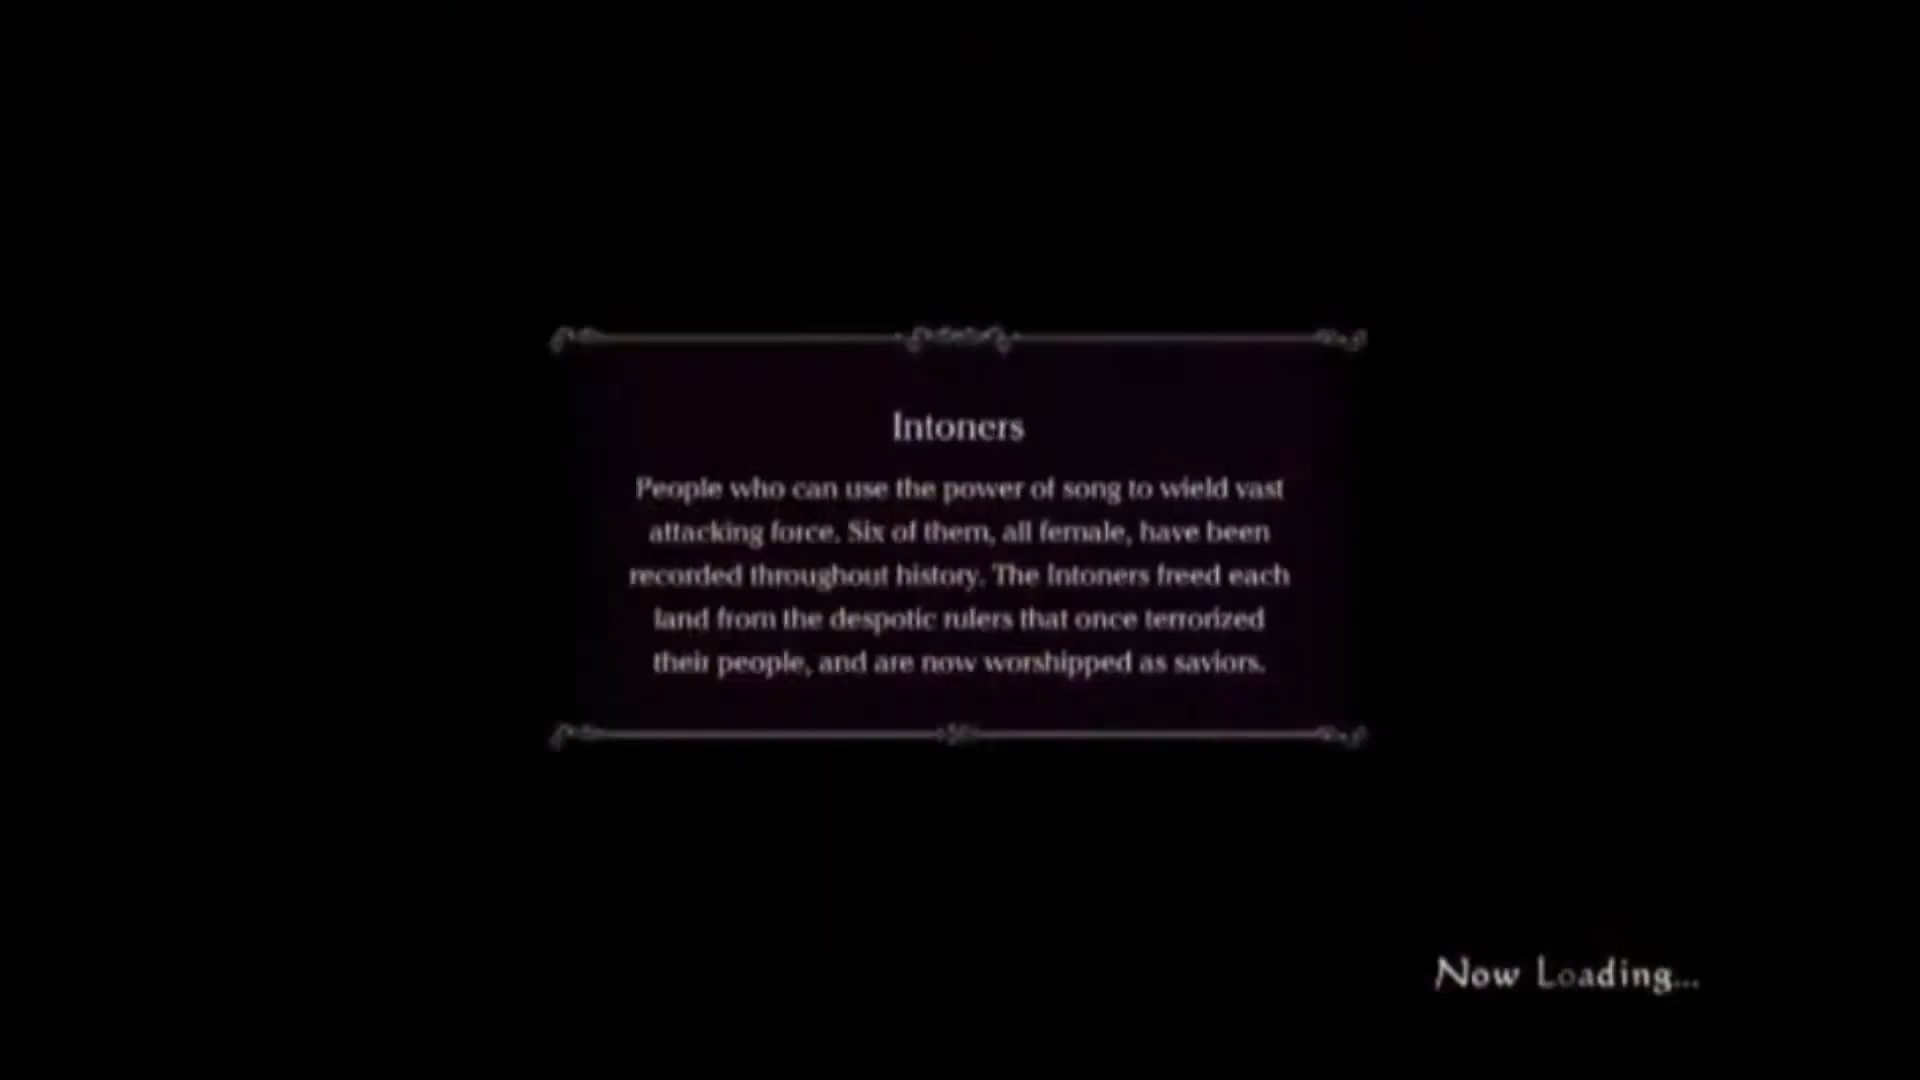 Intoners
People who can use the power of song to wield vast
attacking force. Six of them, all female, have been
recorded throughout history. The Intoners freed each
land from the despotic rulers that once terrorized
their people, and are now worshipped as saviors.
Now Loading...